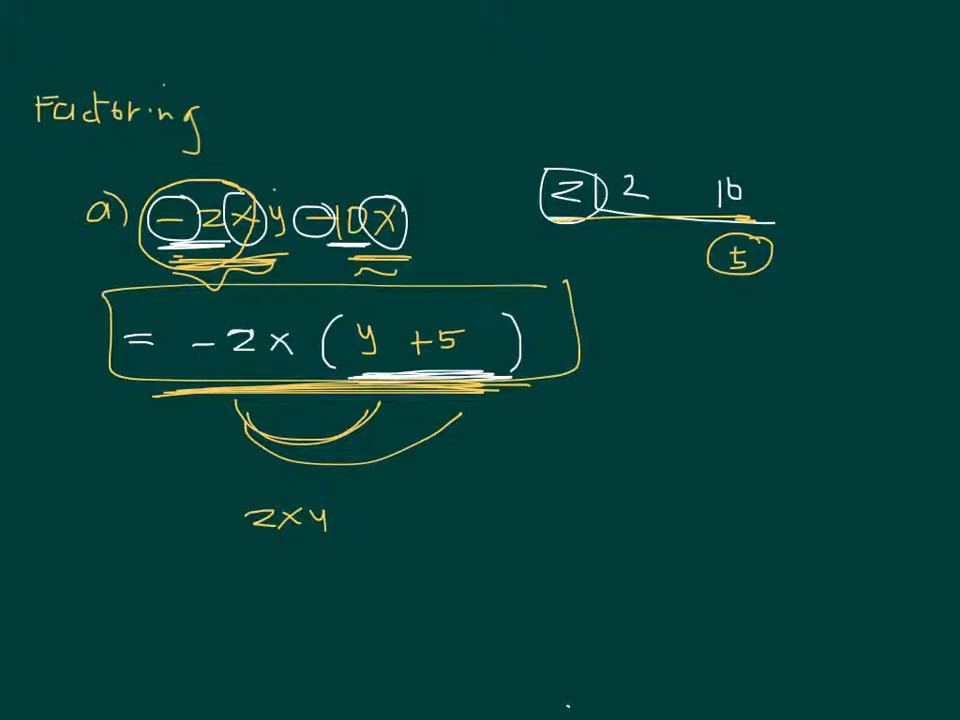 Factoring
a) -2xy -10x
2 | 2 10
5
= -2x ( y +5 )
2xy